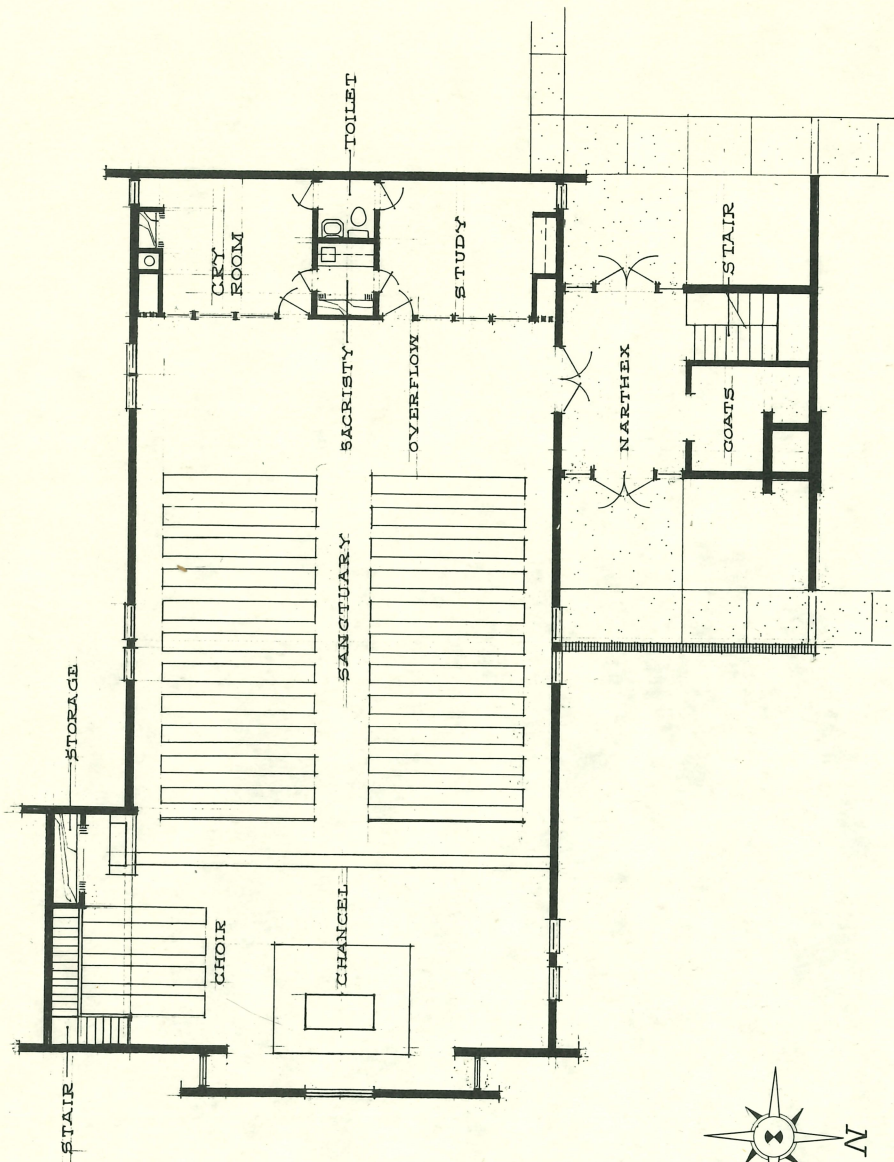 TOILET
CRY
ROOM
STUDY
STAIR
SACRISTY
OVERFLOW
NARTHEX
COATS
SANCTUARY
STORAGE
CHOIR
CHANCEL
STAIR
N